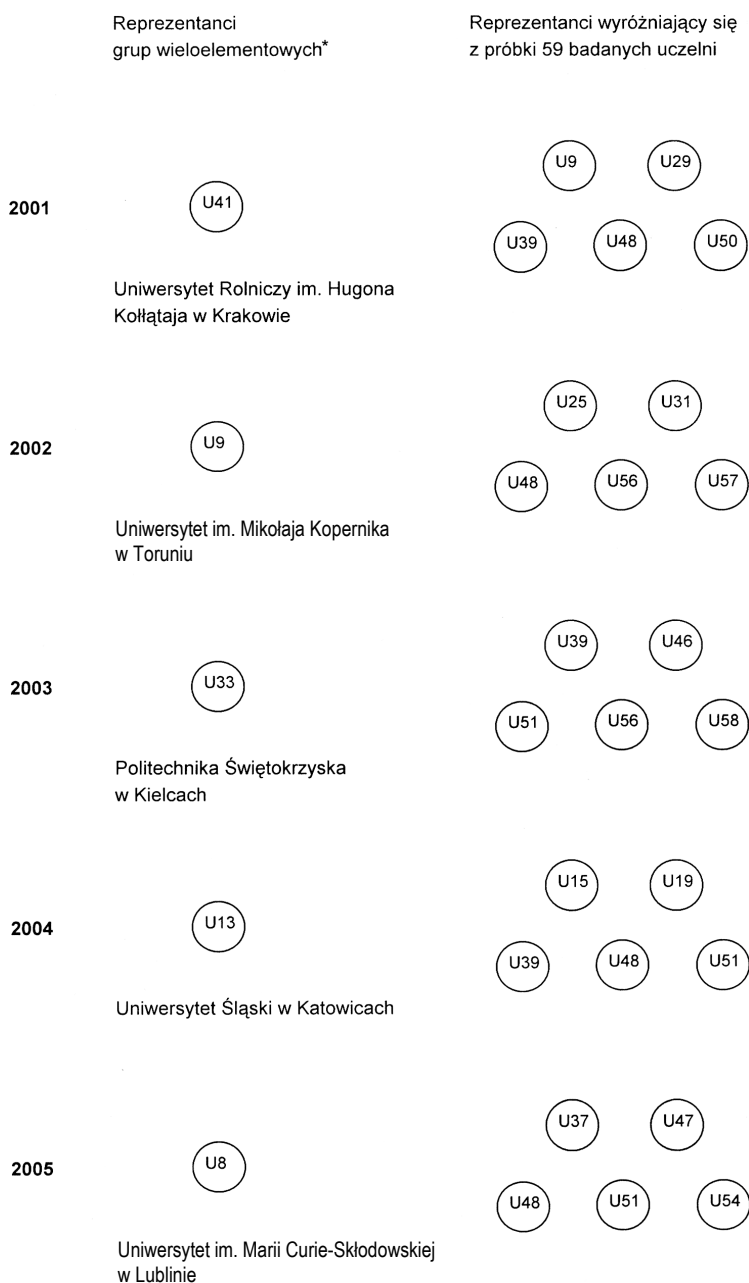 Reprezentanci
grup wieloelementowych*
Reprezentanci wyróżniający się
z próbki 59 badanych uczelni
2001
U41
Uniwersytet Rolniczy im. Hugona
Kołłątaja w Krakowie
U9 U29
U39 U48 U50
2002
U9
Uniwersytet im. Mikołaja Kopernika
w Toruniu
U25 U31
U48 U56 U57
2003
U33
Politechnika Świętokrzyska
w Kielcach
U39 U46
U51 U56 U58
2004
U13
Uniwersytet Śląski w Katowicach
U15 U19
U39 U48 U51
2005
U8
Uniwersytet im. Marii Curie-Skłodowskiej
w Lublinie
U37 U47
U48 U51 U54